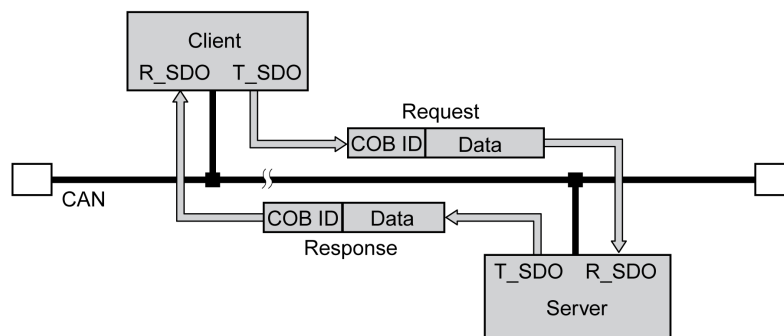 Client
R_SDO T_SDO
Request
COB ID Data
CAN
COB ID Data
Response
T_SDO R_SDO
Server